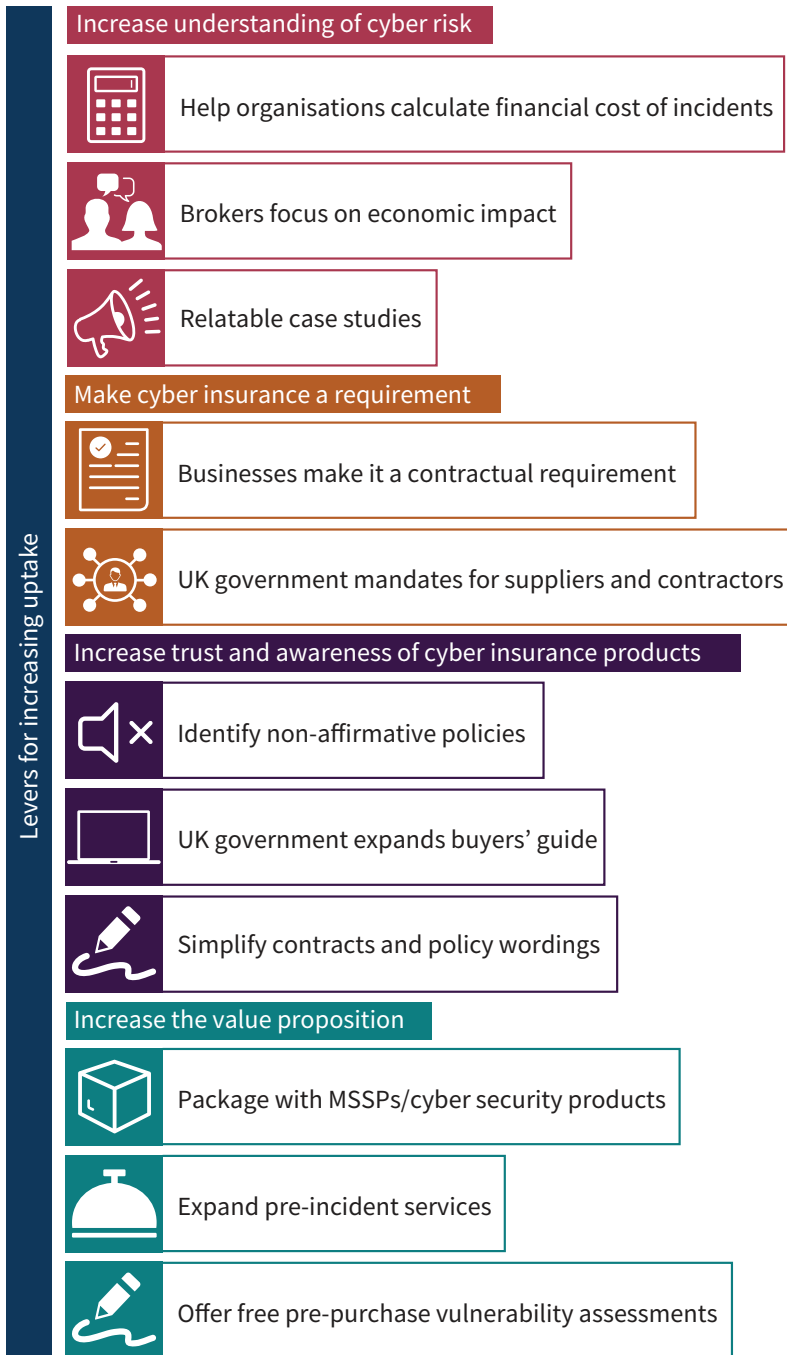 Levers for increasing uptake
Increase understanding of cyber risk
Help organisations calculate financial cost of incidents
Brokers focus on economic impact
Relatable case studies
Make cyber insurance a requirement
Businesses make it a contractual requirement
UK government mandates for suppliers and contractors
Increase trust and awareness of cyber insurance products
Identify non-affirmative policies
UK government expands buyers’ guide
Simplify contracts and policy wordings
Increase the value proposition
Package with MSSPs/cyber security products
Expand pre-incident services
Offer free pre-purchase vulnerability assessments